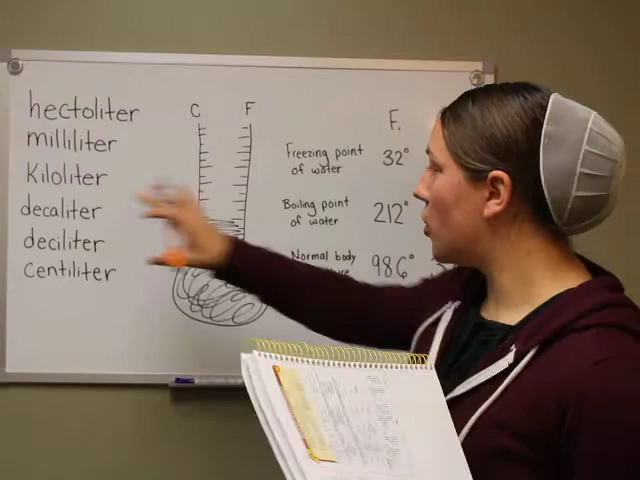 hectoliter
milliliter
Kiloliter
decaliter
deciliter
centiliter
C F
F.
Freezing point
of water 32°
Boiling point
of water 212°
Normal body
98.6°